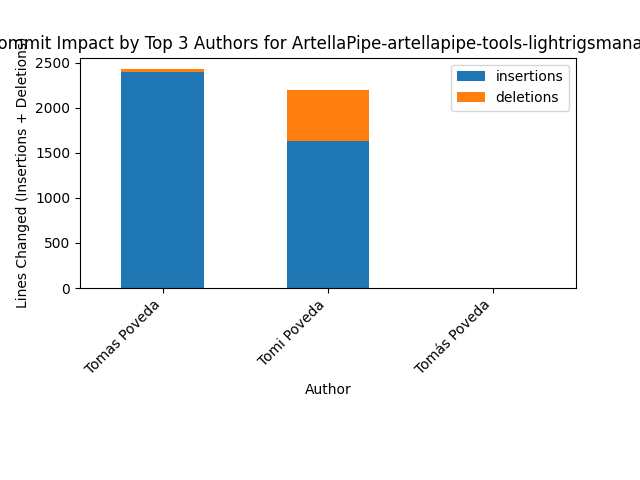 ommit Impact by Top 3 Authors for ArtellaPipe-artellapipe-tools-lightrigsmana
Lines Changed (Insertions + Deletions)
2500
2000
1500
1000
500
0
insertions
deletions
Tomas Poveda
Tomi Poveda
Tomás Poveda
Author